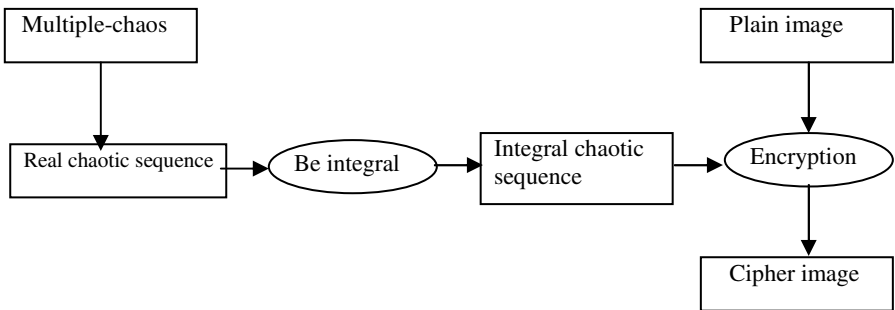 Multiple-chaos
Plain image
Real chaotic sequence
Be integral
Integral chaotic
sequence
Encryption
Cipher image